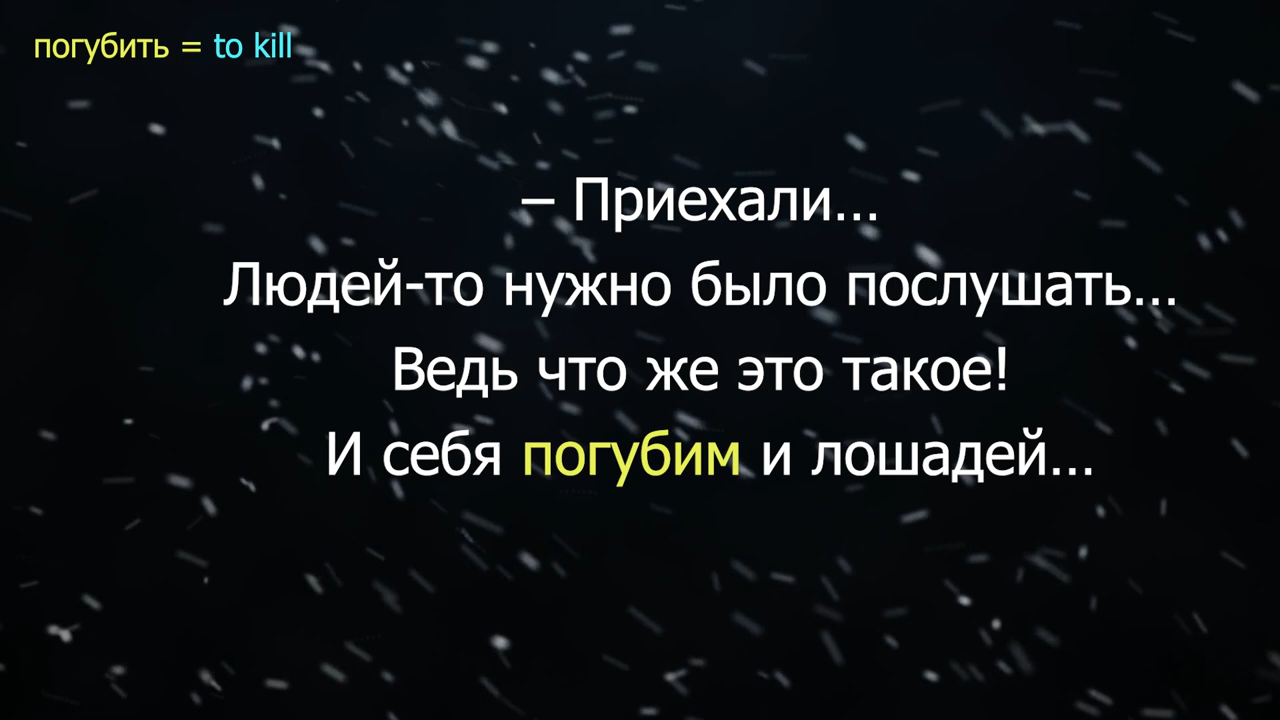 погубить = to kill
– Приехали...
Людей-то нужно было послушать...
Ведь что же это такое!
И себя погубим и лошадей...